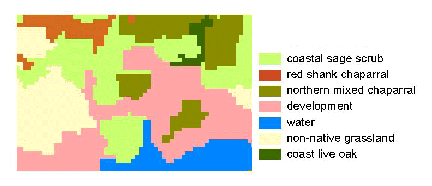 coastal sage scrub
red shank chaparral
northern mixed chaparral
development
water
non-native grassland
coast live oak